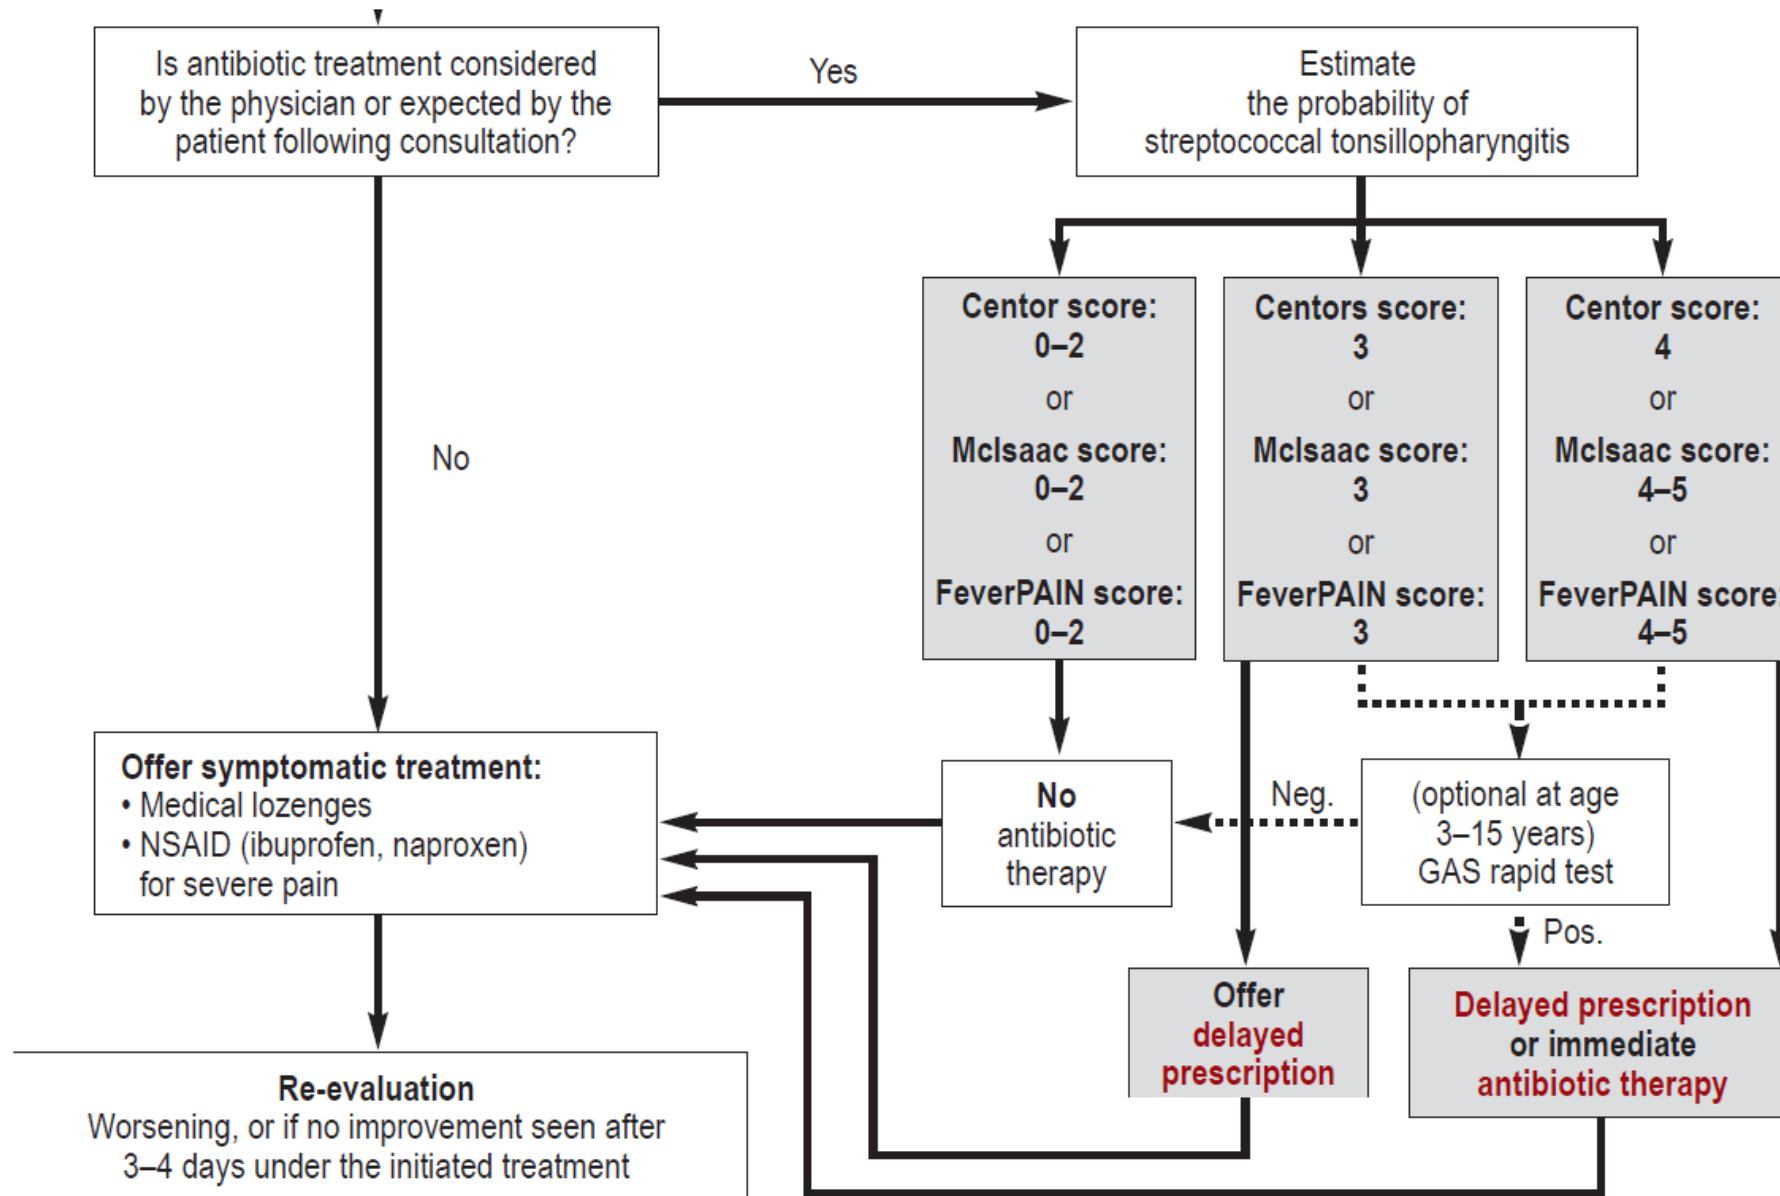 Is antibiotic treatment considered
by the physician or expected by the
patient following consultation?
Yes
Estimate
the probability of
streptococcal tonsillopharyngitis
No
Centor score:
0–2
or
McIsaac score:
0–2
or
FeverPAIN score:
0–2
Centors score:
3
or
McIsaac score:
3
or
FeverPAIN score:
3
Centor score:
4
or
McIsaac score:
4–5
or
FeverPAIN score:
4–5
Offer symptomatic treatment:
• Medical lozenges
• NSAID (ibuprofen, naproxen)
for severe pain
No
antibiotic
therapy
Neg.
(optional at age
3–15 years)
GAS rapid test
Pos.
Offer
delayed
prescription
Delayed prescription
or immediate
antibiotic therapy
Re-evaluation
Worsening, or if no improvement seen after
3–4 days under the initiated treatment